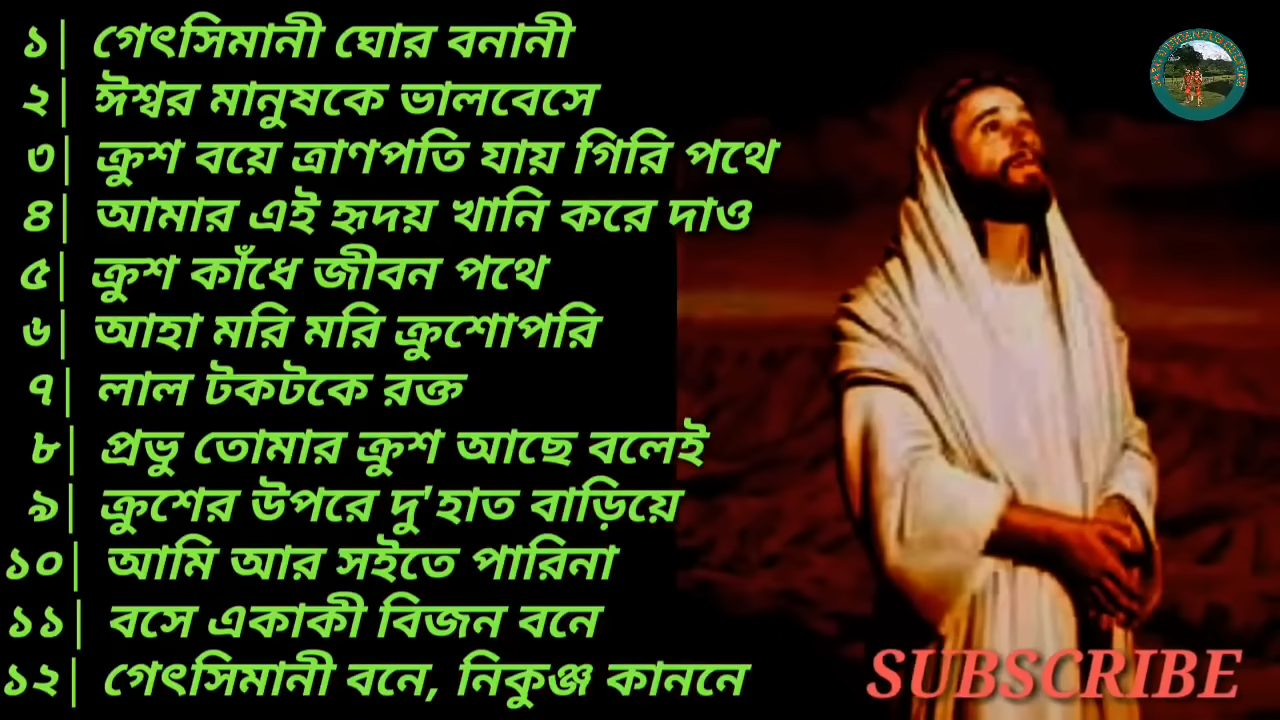 ১| গেৎসিমানী ঘোর বনানী
২| ঈশ্বর মানুষকে ভালবেসে
৩| ক্রুশ বয়ে ত্রাণপতি যায় গিরি পথে
৪| আমার এই হৃদয় খানি করে দাও
৫| ক্রুশ কাঁধে জীবন পথে
৬| আহা মরি মরি ক্রুশোপরি
৭| লাল টকটকে রক্ত
৮| প্রভু তোমার ক্রুশ আছে বলেই
৯| ক্রুশের উপরে দু'হাত বাড়িয়ে
১০| আমি আর সইতে পারিনা
১১| বসে একাকী বিজন বনে
১২| গেৎসিমানী বনে, নিকুঞ্জ কাননে
SUBSCRIBE